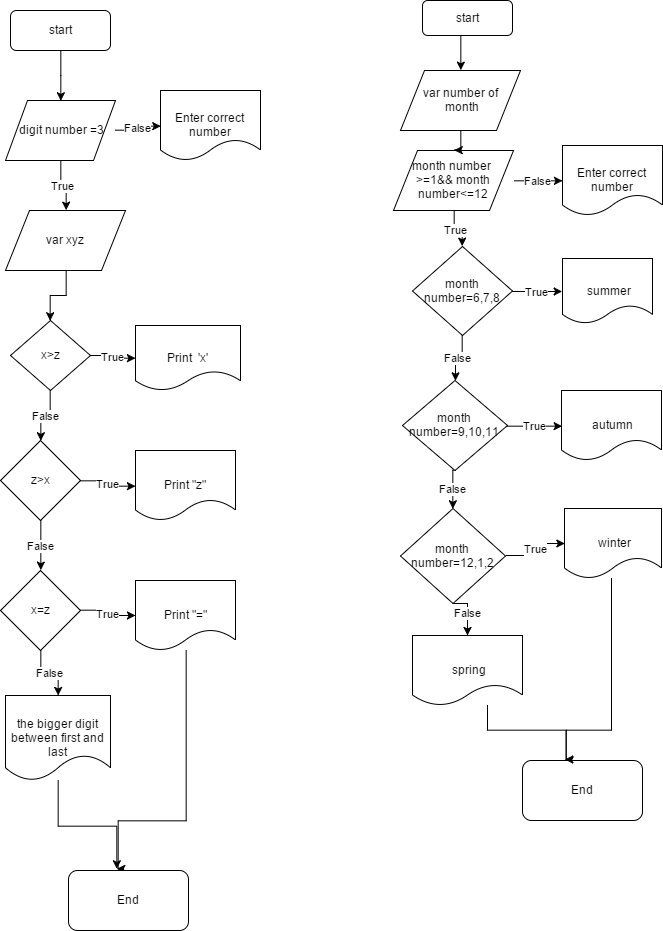 start
digit number =3
False
Enter correct
number
True
var xyz
x>z
True
Print 'x'
False
z>x
True
Print "z"
False
x=z
True
Print "="
False
the bigger digit
between first and
last
End
start
var number of
month
month number
>=1&& month
number<=12
False
Enter correct
number
True
month
number=6,7,8
True
summer
False
month
number=9,10,11
True
autumn
False
month
number=12,1,2
True
winter
False
spring
End